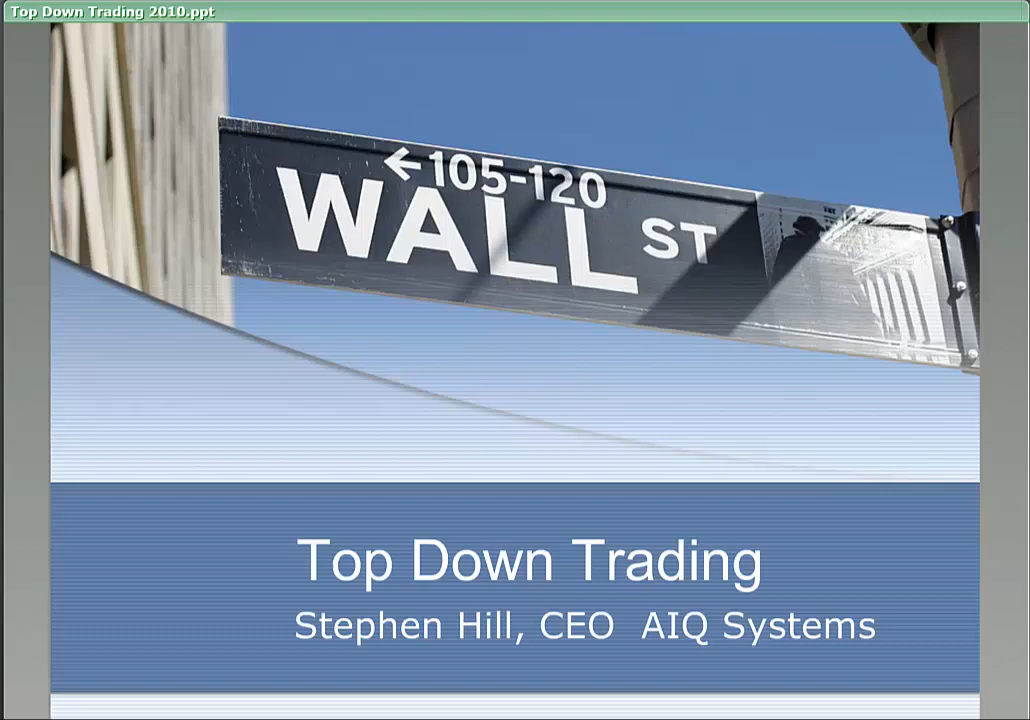 Top Down Trading 2010.ppt
←105-120
WALL ST
Top Down Trading
Stephen Hill, CEO  AIQ Systems